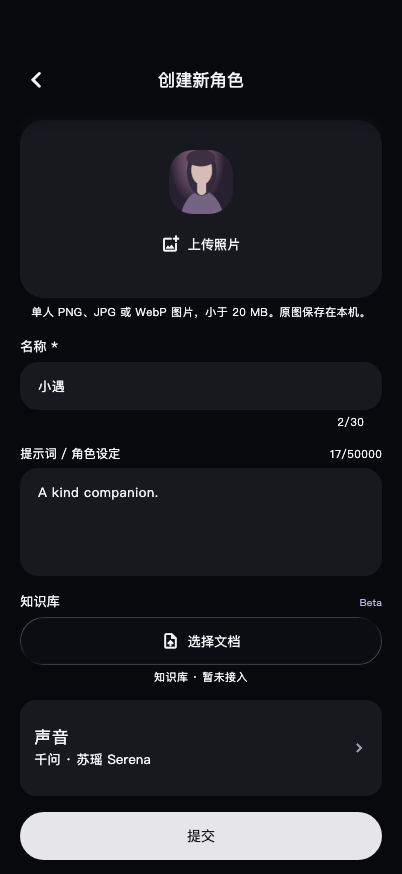 创建新角色
上传照片
单人 PNG、JPG 或 WebP 图片，小于 20 MB。原图保存在本机。
名称 *
小遇
2/30
提示词 / 角色设定
17/50000
A kind companion.
知识库
Beta
选择文档
知识库 · 暂未接入
声音
千问 · 苏瑶 Serena
提交